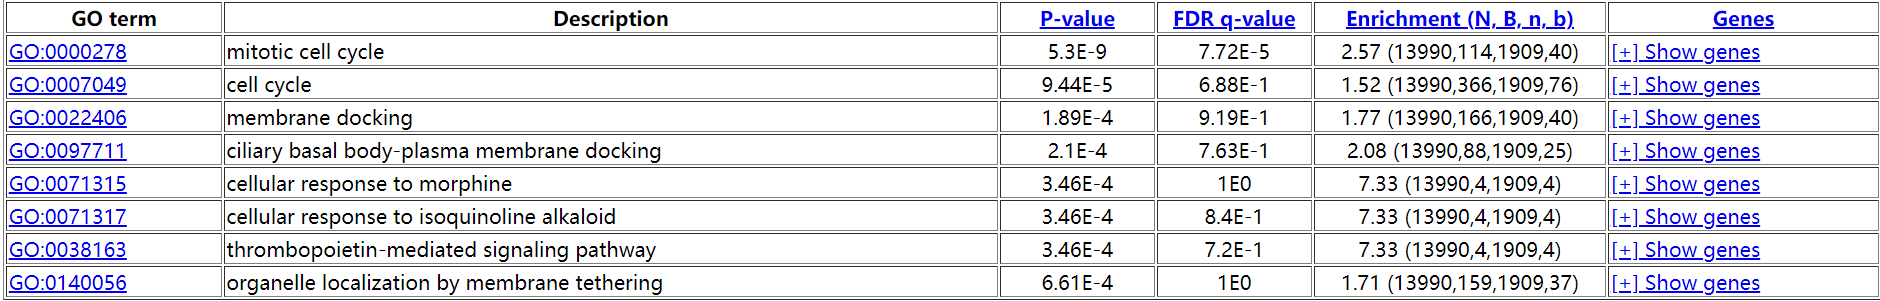 GO term Description P-value FDR q-value Enrichment (N, B, n, b) Genes
GO:0000278 mitotic cell cycle 5.3E-9 7.72E-5 2.57 (13990,114,1909,40) [+] Show genes
GO:0007049 cell cycle 9.44E-5 6.88E-1 1.52 (13990,366,1909,76) [+] Show genes
GO:0022406 membrane docking 1.89E-4 9.19E-1 1.77 (13990,166,1909,40) [+] Show genes
GO:0097711 ciliary basal body-plasma membrane docking 2.1E-4 7.63E-1 2.08 (13990,88,1909,25) [+] Show genes
GO:0071315 cellular response to morphine 3.46E-4 1E0 7.33 (13990,4,1909,4) [+] Show genes
GO:0071317 cellular response to isoquinoline alkaloid 3.46E-4 8.4E-1 7.33 (13990,4,1909,4) [+] Show genes
GO:0038163 thrombopoietin-mediated signaling pathway 3.46E-4 7.2E-1 7.33 (13990,4,1909,4) [+] Show genes
GO:0140056 organelle localization by membrane tethering 6.61E-4 1E0 1.71 (13990,159,1909,37) [+] Show genes